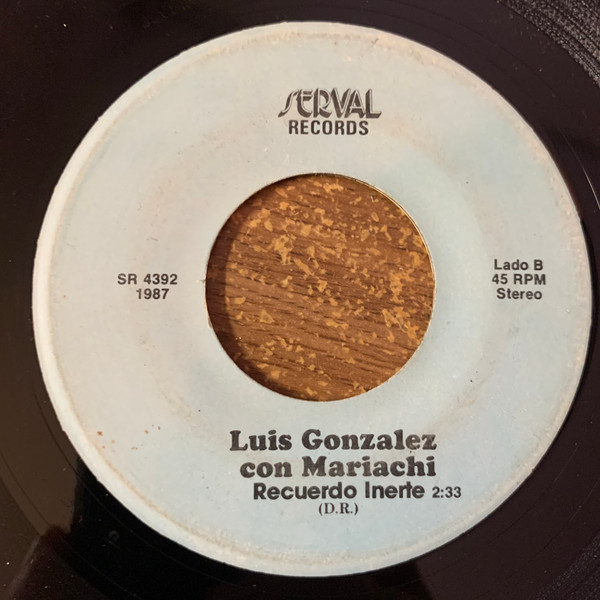 SERVAL
RECORDS
SR 4392
1987
Lado B
45 RPM
Stereo
Luis Gonzalez
con Mariachi
Recuerdo Inerte 2:33
(D.R.)